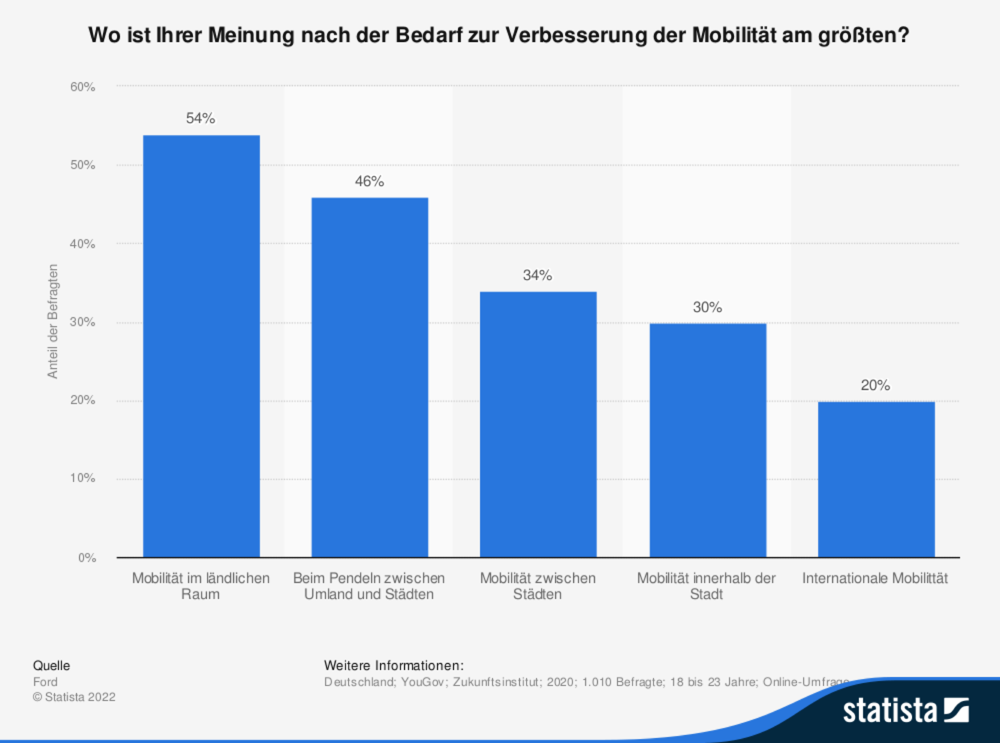 Wo ist Ihrer Meinung nach der Bedarf zur Verbesserung der Mobilität am größten?
60%
50%
40%
30%
20%
10%
0%
Anteil der Befragten
54%
46%
34%
30%
20%
Mobilität im ländlichen
Raum
Beim Pendeln zwischen
Umland und Städten
Mobilität zwischen
Städten
Mobilität innerhalb der
Stadt
Internationale Mobilittät
Quelle
Ford
© Statista 2022
Weitere Informationen:
Deutschland; YouGov; Zukunftsinstitut; 2020; 1.010 Befragte; 18 bis 23 Jahre; Online-Umfrage
statista